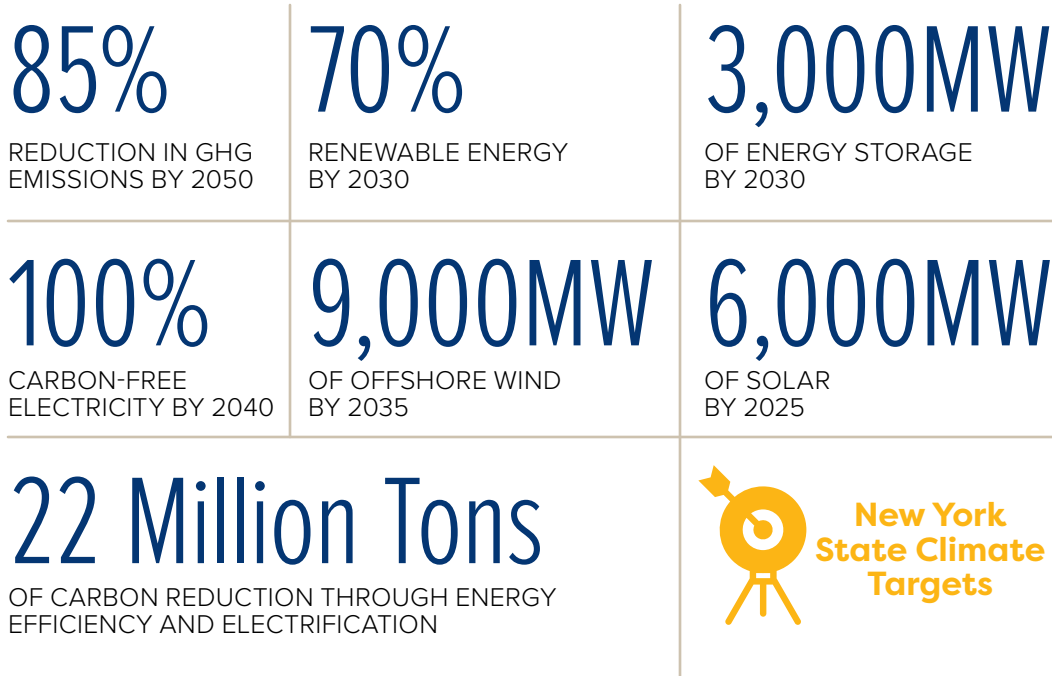 85%
REDUCTION IN GHG
EMISSIONS BY 2050
70%
RENEWABLE ENERGY
BY 2030
3,000MW
OF ENERGY STORAGE
BY 2030
100%
CARBON-FREE
ELECTRICITY BY 2040
9,000MW
OF OFFSHORE WIND
BY 2035
6,000MW
OF SOLAR
BY 2025
22 Million Tons
OF CARBON REDUCTION THROUGH ENERGY
EFFICIENCY AND ELECTRIFICATION
New York
State Climate
Targets